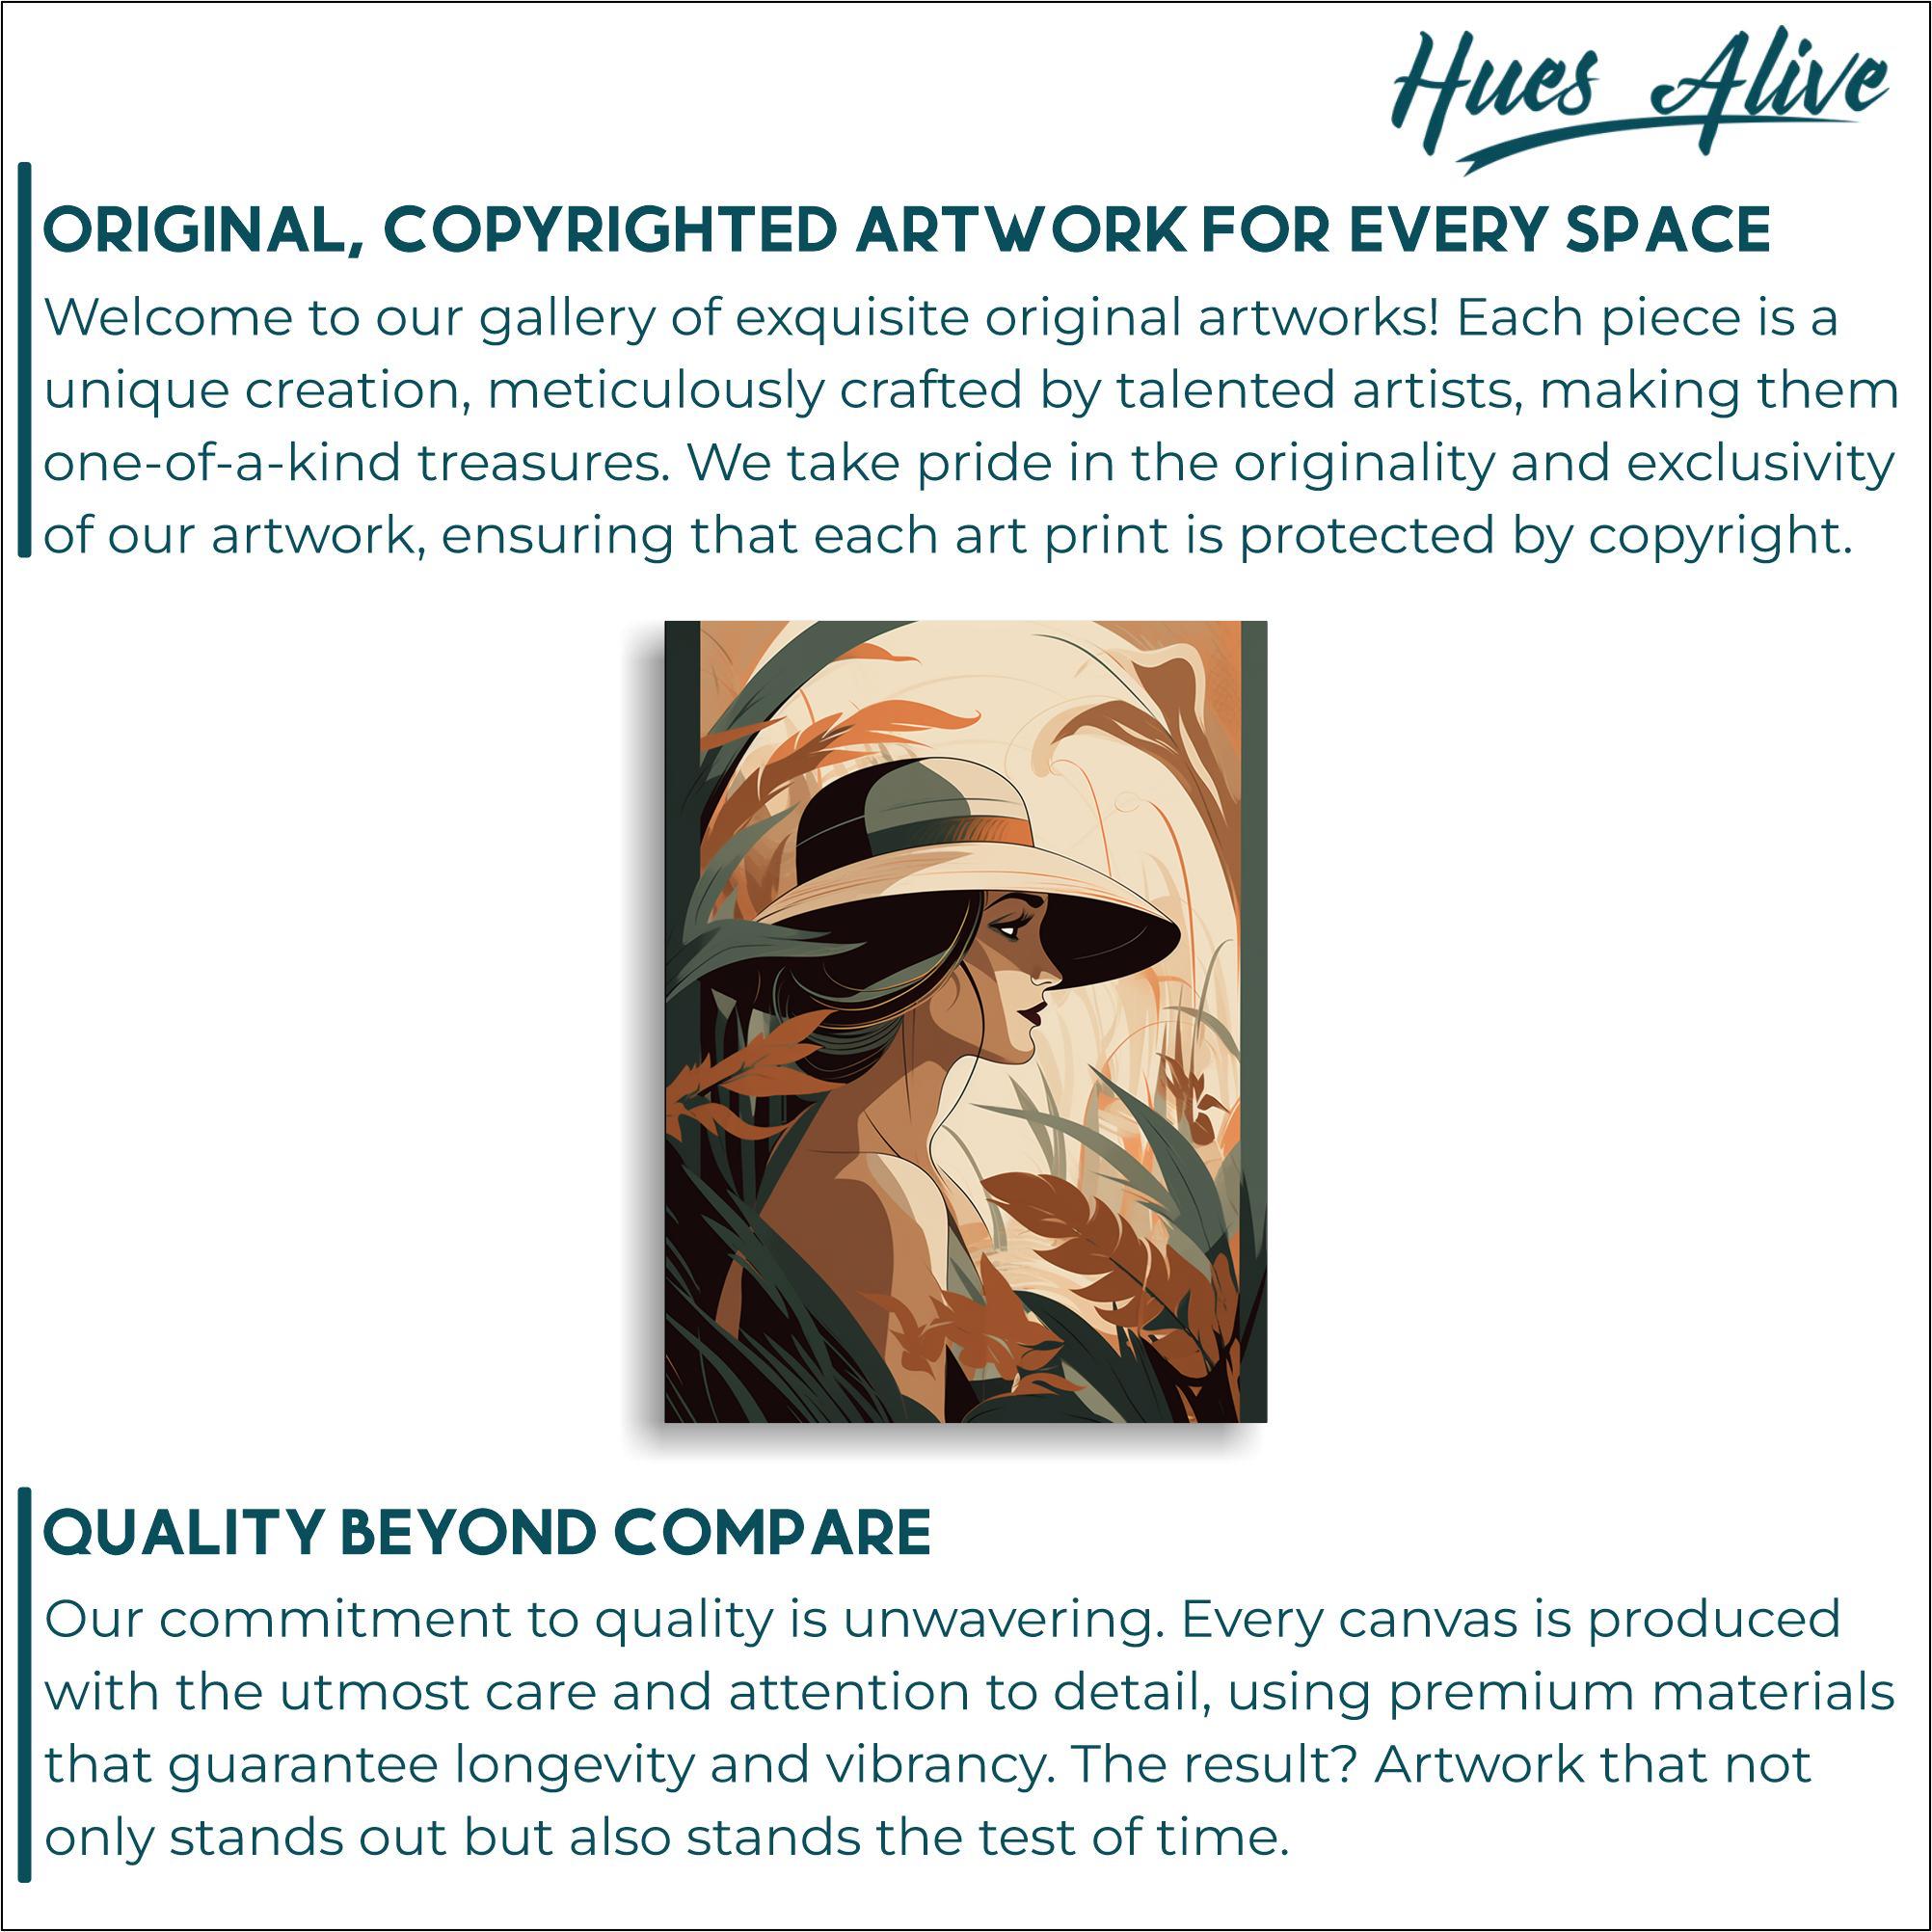 Hues Alive
ORIGINAL, COPYRIGHTED ARTWORK FOR EVERY SPACE
Welcome to our gallery of exquisite original artworks! Each piece is a
unique creation, meticulously crafted by talented artists, making them
one-of-a-kind treasures. We take pride in the originality and exclusivity
of our artwork, ensuring that each art print is protected by copyright.
QUALITY BEYOND COMPARE
Our commitment to quality is unwavering. Every canvas is produced
with the utmost care and attention to detail, using premium materials
that guarantee longevity and vibrancy. The result? Artwork that not
only stands out but also stands the test of time.